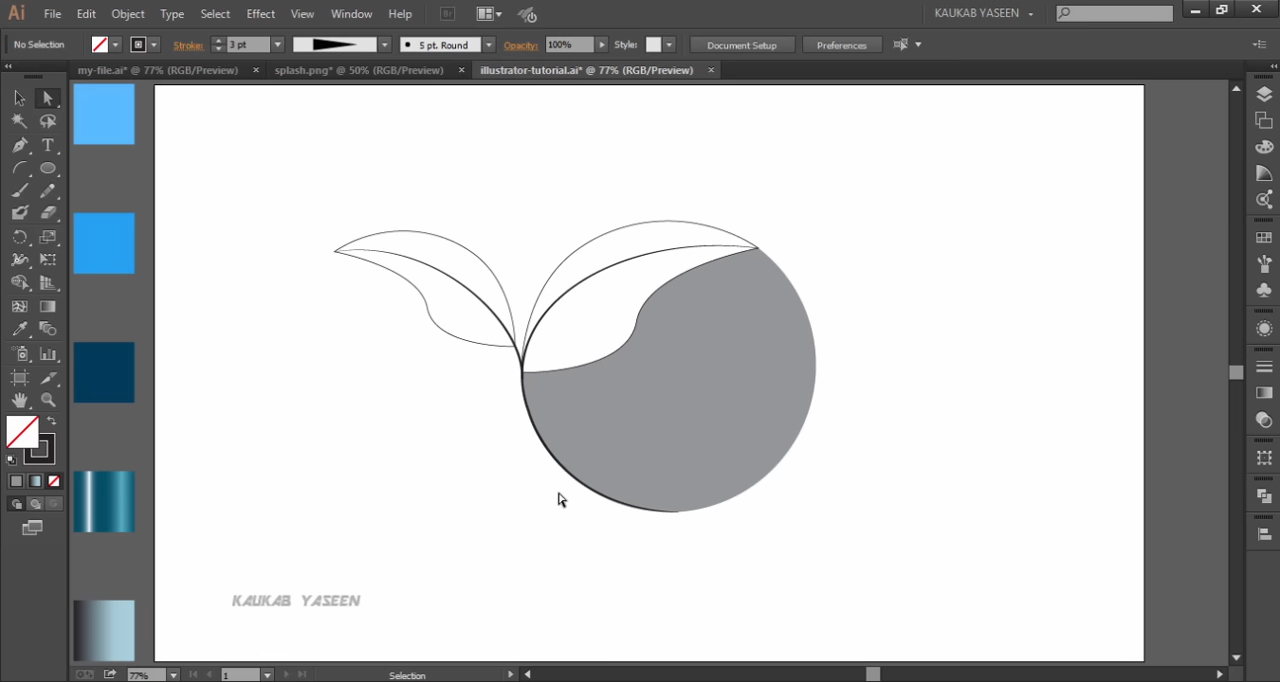 Ai File Edit Object Type Select Effect View Window Help Br KAUKAB YASEEN
No Selection Stroke: 3 pt 5 pt. Round Opacity: 100% Style: Document Setup Preferences
my-file.ai* @ 77% (RGB/Preview) × splash.png* @ 50% (RGB/Preview) × illustrator-tutorial.ai* @ 77% (RGB/Preview) ×
T
KAUKAB YASEEN
77% 1 Selection